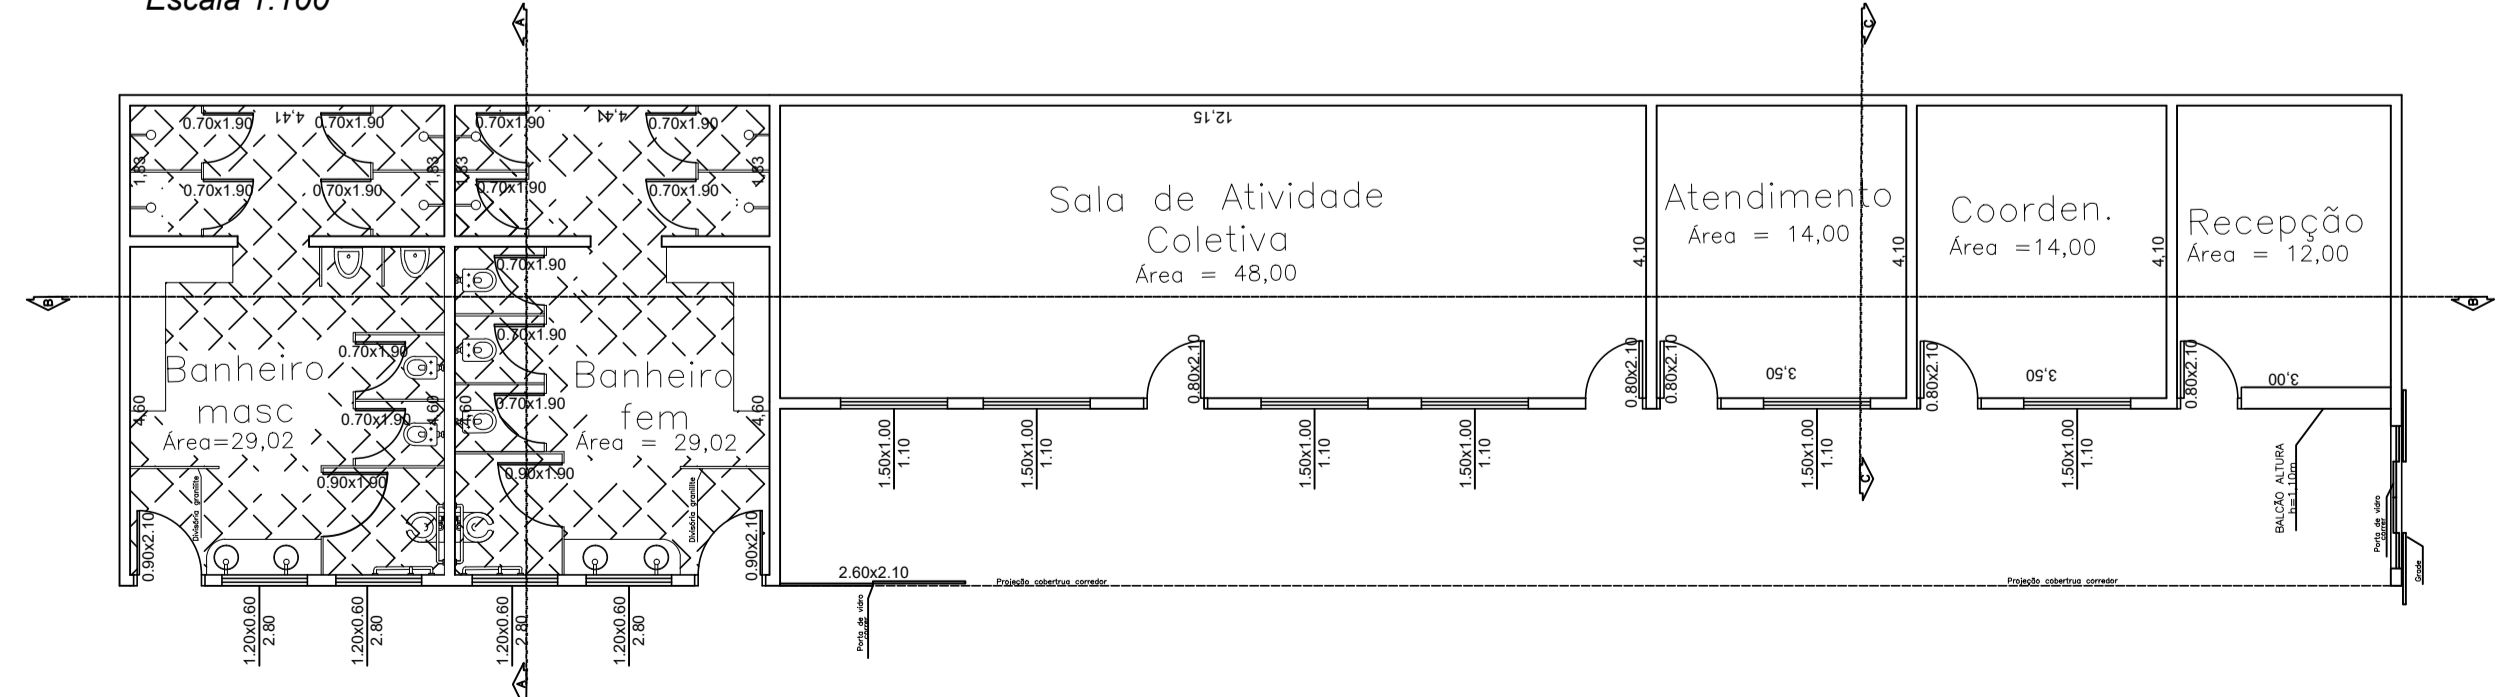 Escala 1:100
A
C
0.70x1.90
4,41
0.70x1.90
0.70x1.90
4,41
0.70x1.90
12,15
1,83
0.70x1.90
0.70x1.90
1,83
1,83
0.70x1.90
0.70x1.90
1,83
Sala de Atividade
Coletiva
Área = 48,00
4,10
Atendimento
Área = 14,00
4,10
Coorden.
Área =14,00
4,10
Recepção
Área = 12,00
B
B
0.70x1.90
0.70x1.90
0.70x1.90
0.70x1.90
0.70x1.90
0.90x1.90
0.90x1.90
Banheiro
masc
Área=29,02
Banheiro
fem
Área = 29,02
4,60
4,60
4,60
4,60
0.80x2.10
0.80x2.10
0.80x2.10
3,50
0.80x2.10
3,50
0.80x2.10
3,00
Divisória granilite
Divisória granilite
0.90x2.10
0.90x2.10
1.50x1.00
1.10
1.50x1.00
1.10
1.50x1.00
1.10
1.50x1.00
1.10
1.50x1.00
1.10
1.50x1.00
1.10
C
BALCÃO ALTURA
h=1,10m
Porta de vidro
correr
Grade
2.60x2.10
Projeção cobertrua corredor
Projeção cobertrua corredor
Porta de vidro
correr
1.20x0.60
2.80
1.20x0.60
2.80
1.20x0.60
2.80
1.20x0.60
2.80
A